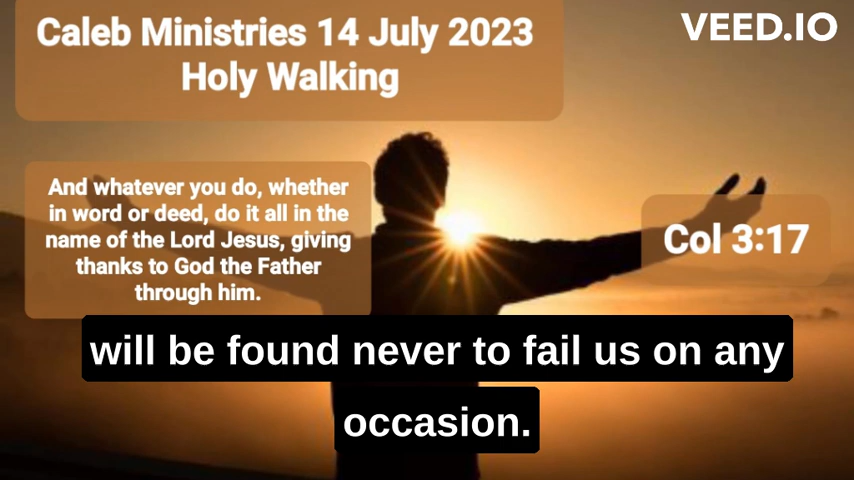 Caleb Ministries 14 July 2023
Holy Walking
VEED.IO
And whatever you do, whether
in word or deed, do it all in the
name of the Lord Jesus, giving
thanks to God the Father
through him.
Col 3:17
will be found never to fail us on any
occasion.